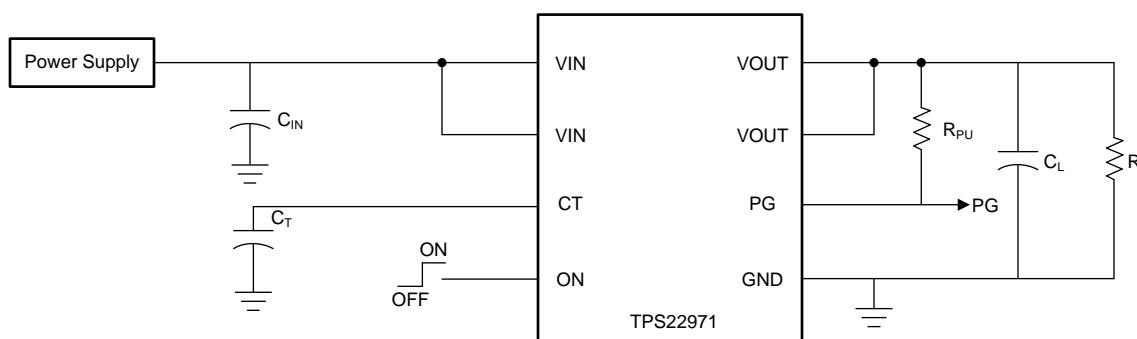 Power Supply
VIN
VOUT
C_IN
VIN
VOUT
R_PU
C_L
R
C_T
CT
PG
PG
ON
OFF
ON
GND
TPS22971